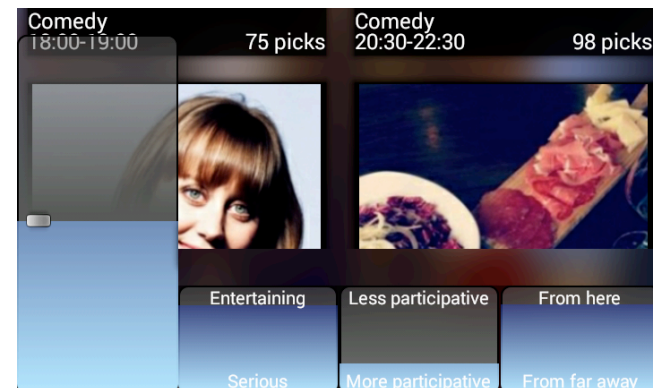 Comedy
18:00-19:00
75 picks
Comedy
20:30-22:30
98 picks
Entertaining
Less participative
From here
Serious
More participative
From far away